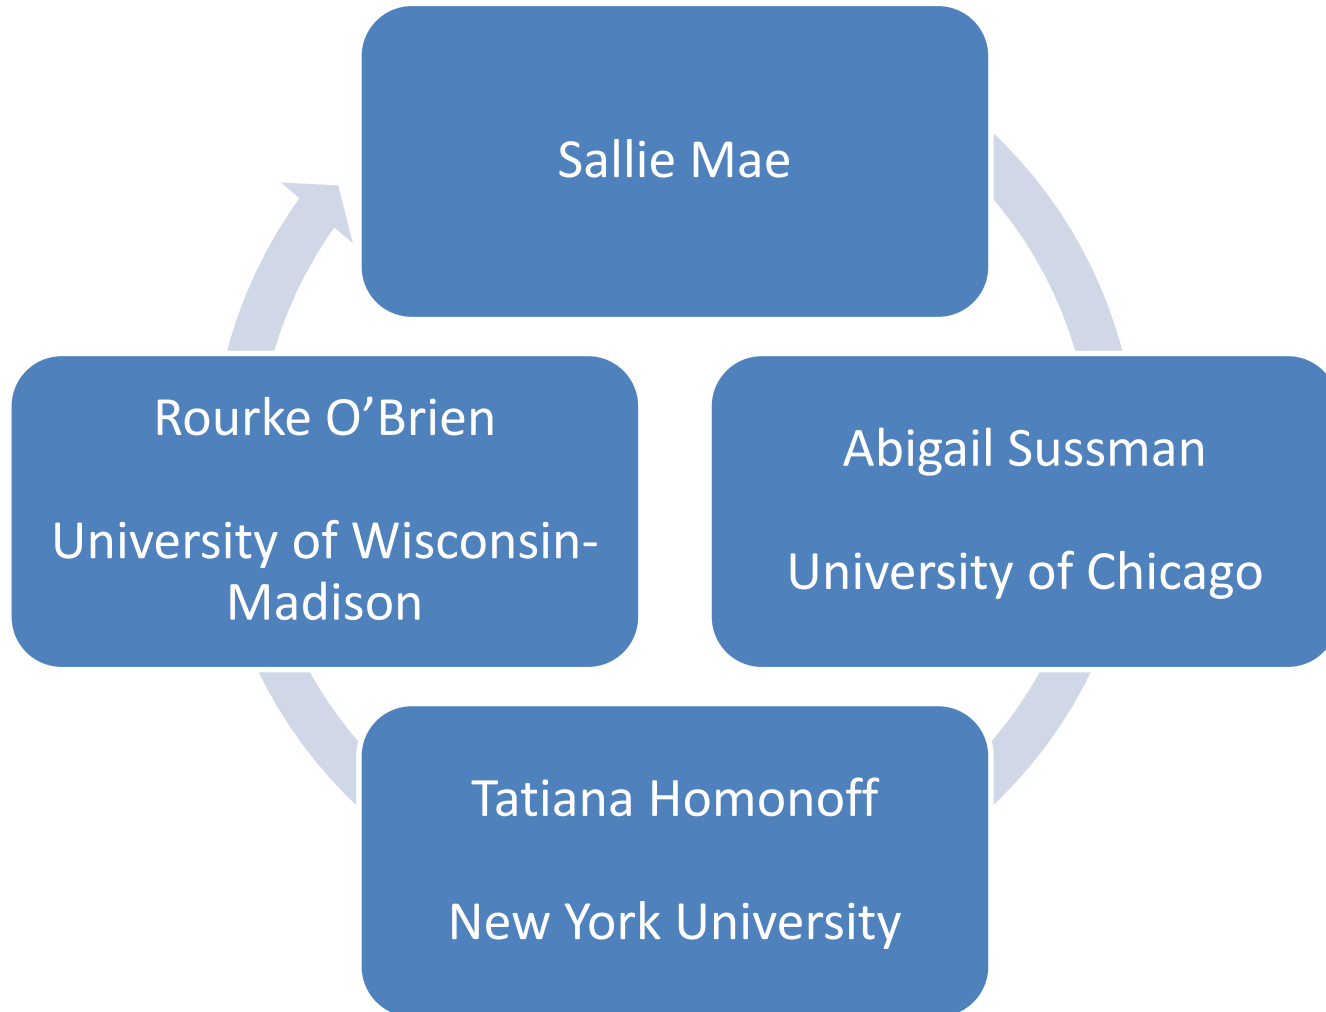 Sallie Mae
Rourke O’Brien
University of Wisconsin-
Madison
Abigail Sussman
University of Chicago
Tatiana Homonoff
New York University